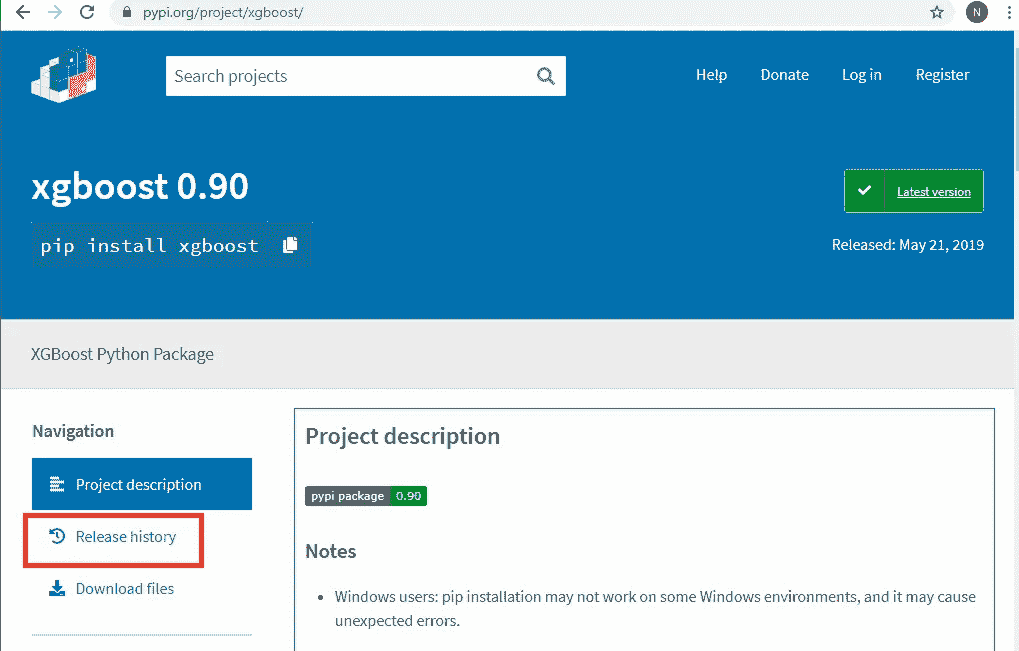 pypi.org/project/xgboost/
N
Search projects
Help
Donate
Log in
Register
xgboost 0.90
Latest version
pip install xgboost
Released: May 21, 2019
XGBoost Python Package
Navigation
Project description
Release history
Download files
Project description
pypi package 0.90
Notes
Windows users: pip installation may not work on some Windows environments, and it may cause
unexpected errors.